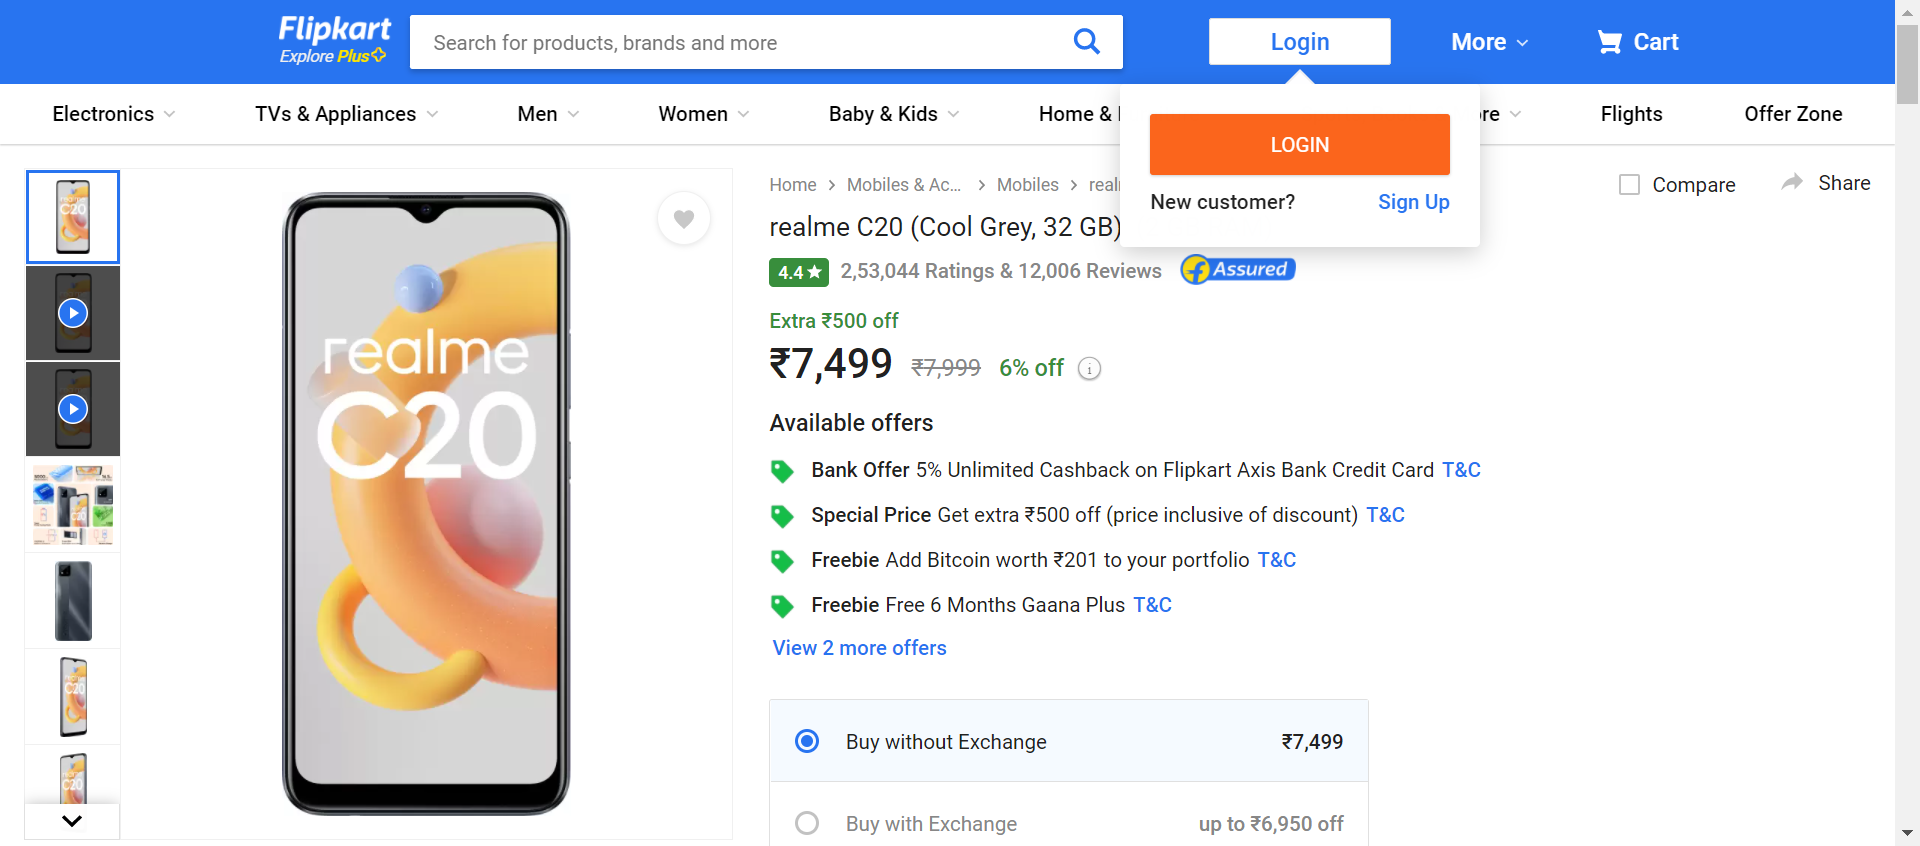 Flipkart
Explore Plus
Search for products, brands and more
Login
More
Cart
Electronics
TVs & Appliances
Men
Women
Baby & Kids
Home &
re
Flights
Offer Zone
LOGIN
New customer? Sign Up
Home
Mobiles & Ac...
Mobiles
real
Compare
Share
realme C20 (Cool Grey, 32 GB)
4.4 2,53,044 Ratings & 12,006 Reviews
Assured
Extra ₹500 off
₹7,499 ₹7,999 6% off
Available offers
Bank Offer 5% Unlimited Cashback on Flipkart Axis Bank Credit Card T&C
Special Price Get extra ₹500 off (price inclusive of discount) T&C
Freebie Add Bitcoin worth ₹201 to your portfolio T&C
Freebie Free 6 Months Gaana Plus T&C
View 2 more offers
Buy without Exchange ₹7,499
Buy with Exchange up to ₹6,950 off
realme
C20
realme
C20
realme
C20
C20